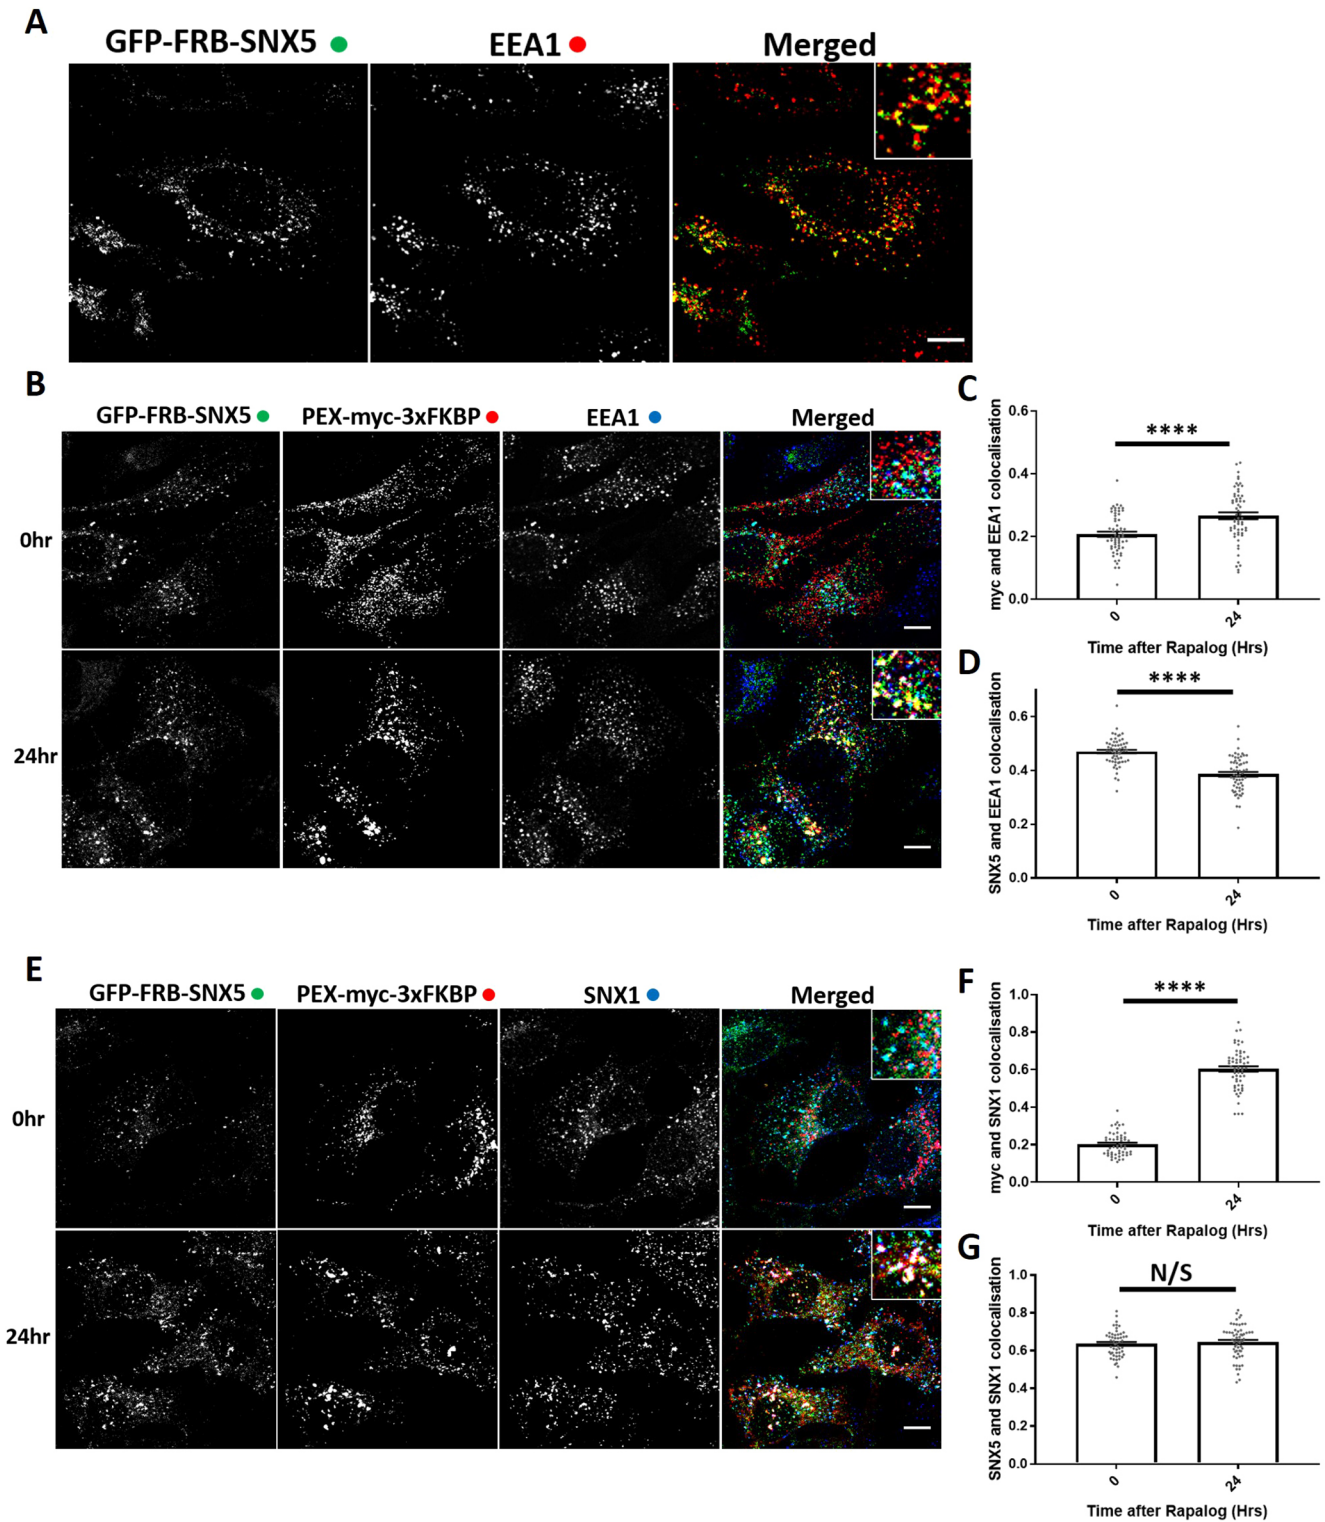 A
GFP-FRB-SNX5 EEA1 Merged
B
GFP-FRB-SNX5 PEX-myc-3xFKBP EEA1 Merged
0hr
24hr
C
myc and EEA1 colocalisation
0.6
0.4
0.2
0.0
****
0 24
Time after Rapalog (Hrs)
D
SNX5 and EEA1 colocalisation
0.6
0.4
0.2
0.0
****
0 24
Time after Rapalog (Hrs)
E
GFP-FRB-SNX5 PEX-myc-3xFKBP SNX1 Merged
0hr
24hr
F
myc and SNX1 colocalisation
1.0
0.8
0.6
0.4
0.2
0.0
****
0 24
Time after Rapalog (Hrs)
G
SNX5 and SNX1 colocalisation
1.0
0.8
0.6
0.4
0.2
0.0
N/S
0 24
Time after Rapalog (Hrs)